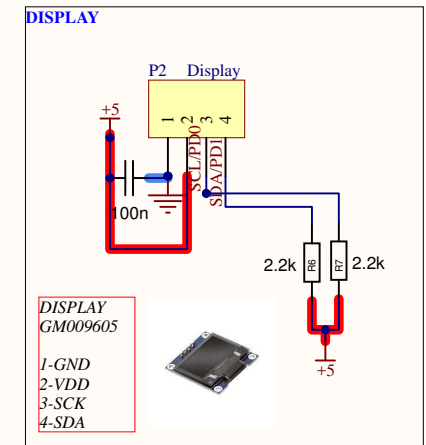 DISPLAY
P2 Display
+5
1 2 3 4
SCL/PD0
SDA/PD1
100n
2.2k R6 R7 2.2k
+5
DISPLAY
GM009605
1-GND
2-VDD
3-SCK
4-SDA